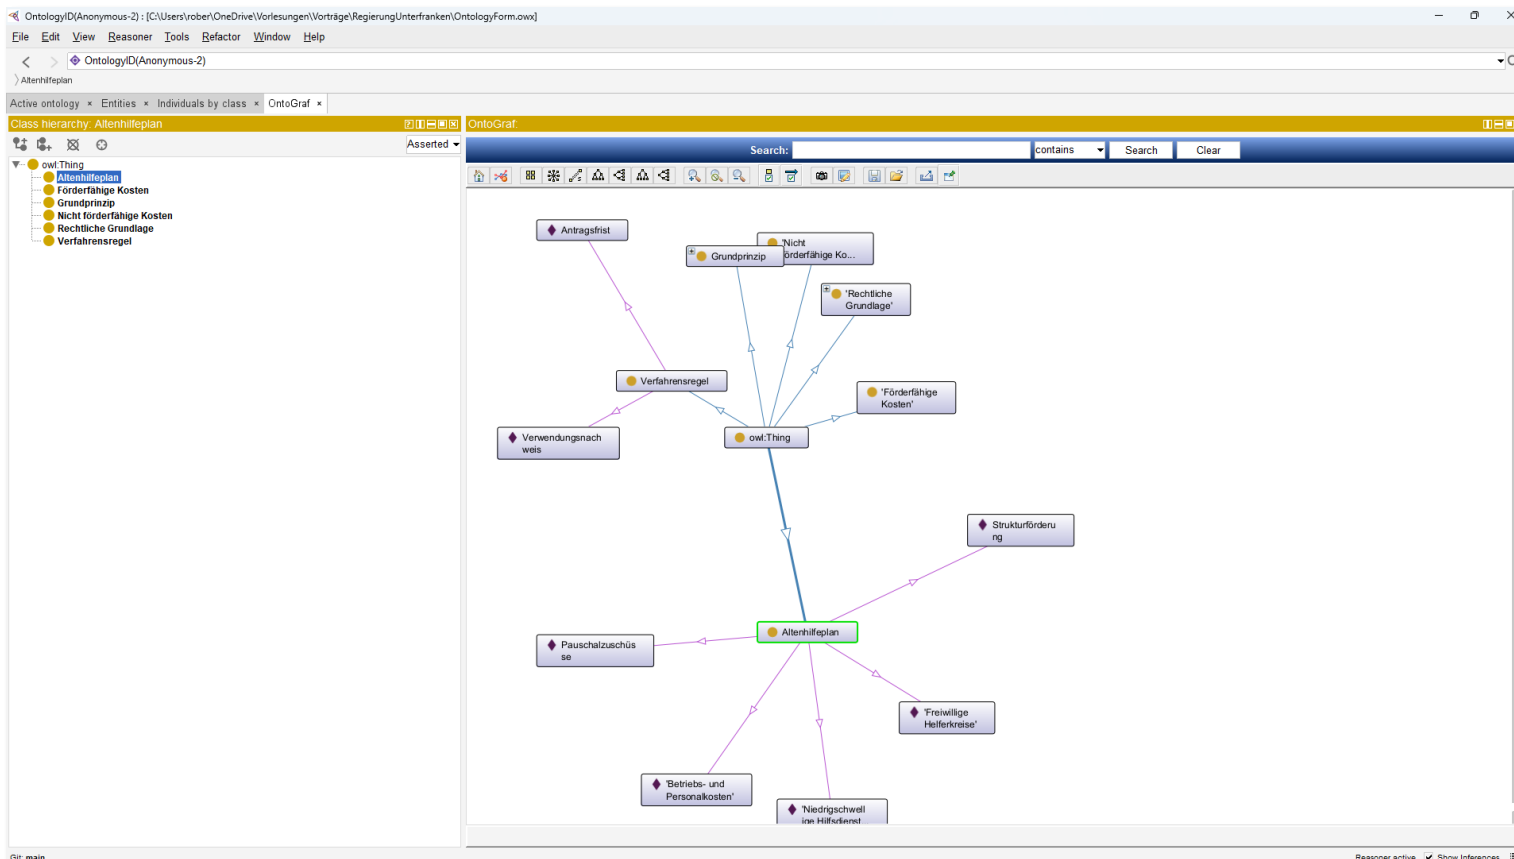 OntologyID(Anonymous-2) : [C:\Users\rober\OneDrive\Vorlesungen\Vorträge\RegierungUnterfranken\OntologyForm.owx]
File Edit View Reasoner Tools Refactor Window Help
OntologyID(Anonymous-2)
Altenhilfeplan
Active ontology × Entities × Individuals by class × OntoGraf ×
Class hierarchy: Altenhilfeplan
Asserted
owl:Thing
Altenhilfeplan
Förderfähige Kosten
Grundprinzip
Nicht förderfähige Kosten
Rechtliche Grundlage
Verfahrensregel
OntoGraf:
Search: contains Search Clear
Antragsfrist
Grundprinzip
'Nicht
örderfähige Ko...
'Rechtliche
Grundlage'
Verfahrensregel
'Förderfähige
Kosten'
Verwendungsnach
weis
owl:Thing
Strukturförderu
ng
Altenhilfeplan
Pauschalzuschüs
se
'Freiwillige
Helferkreise'
'Betriebs- und
Personalkosten'
'Niedrigschwell
ige Hilfsdienst
Git: main
Reasoner active Show Inferences